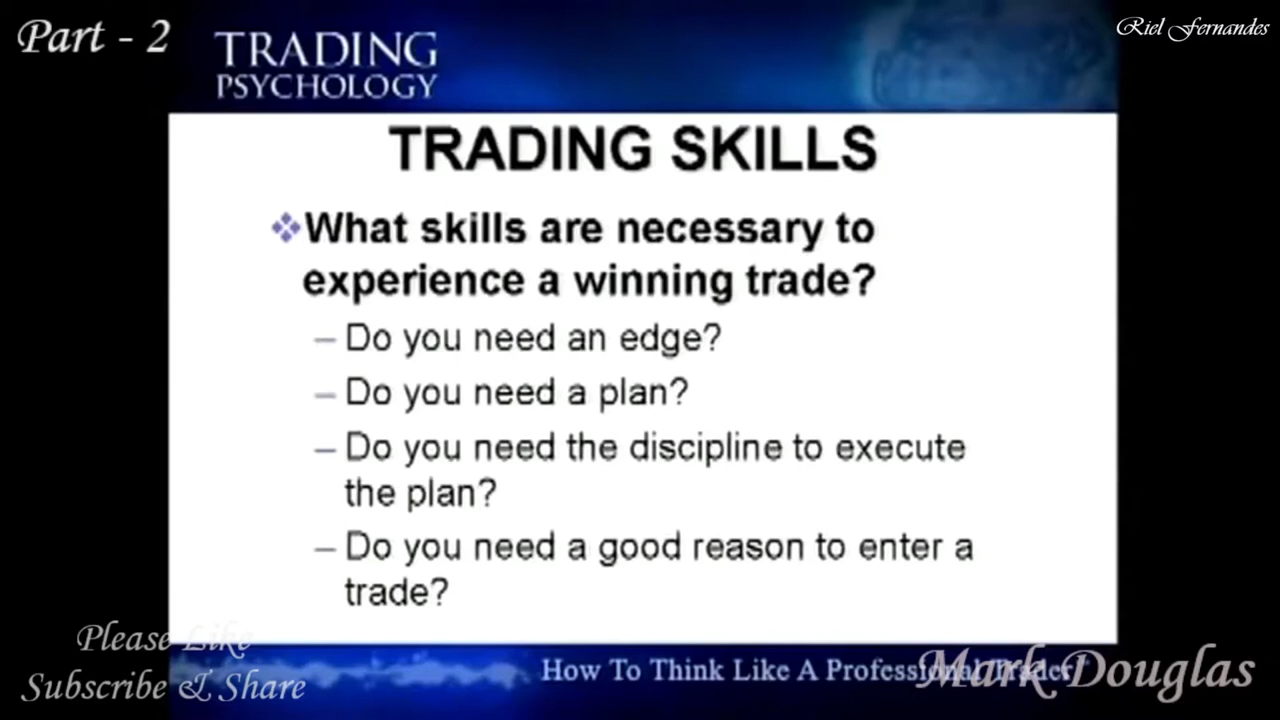 Part - 2
Riel Fernandes
TRADING
PSYCHOLOGY
TRADING SKILLS
What skills are necessary to
experience a winning trade?
– Do you need an edge?
– Do you need a plan?
– Do you need the discipline to execute
the plan?
– Do you need a good reason to enter a
trade?
Please Like
Subscribe & Share
How To Think Like A Professional Trader
Mark Douglas